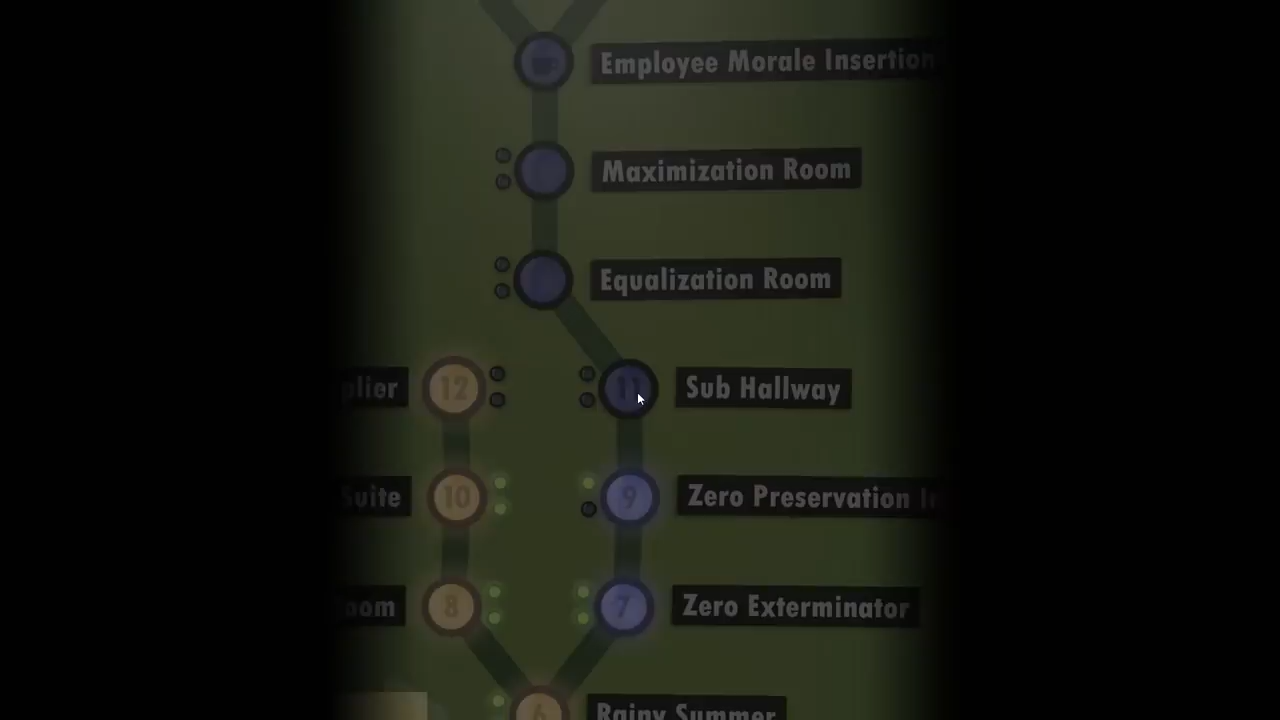 Employee Morale Insertion
Maximization Room
Equalization Room
plier
12
11
Sub Hallway
Suite
10
9
Zero Preservation
oom
8
7
Zero Exterminator
6
Rainy Summer